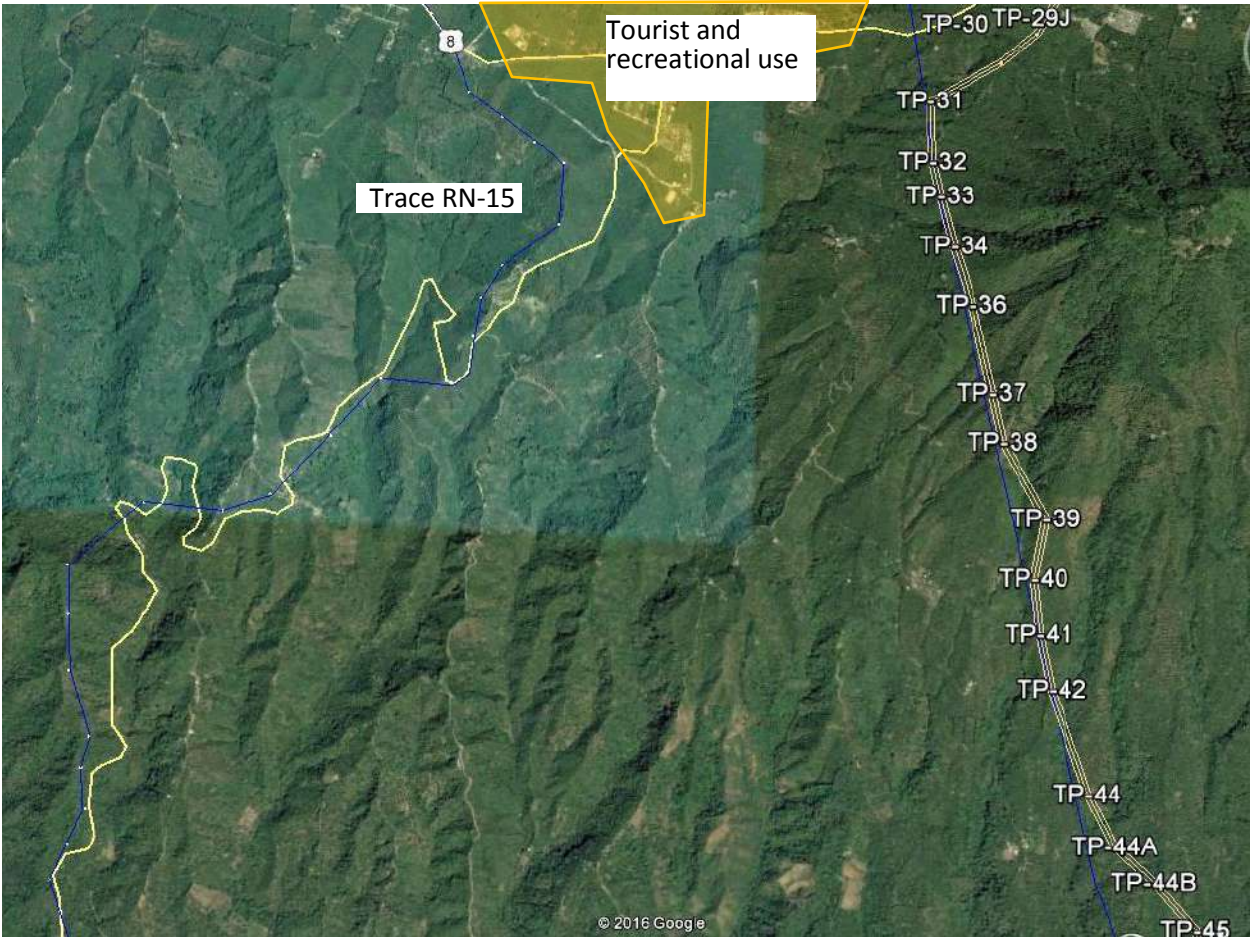 Tourist and
recreational use
8
TP-30 TP-29J
TP-31
TP-32
Trace RN-15
TP-33
TP-34
TP-36
TP-37
TP-38
TP-39
TP-40
TP-41
TP-42
TP-44
TP-44A
TP-44B
© 2016 Google
TP-45